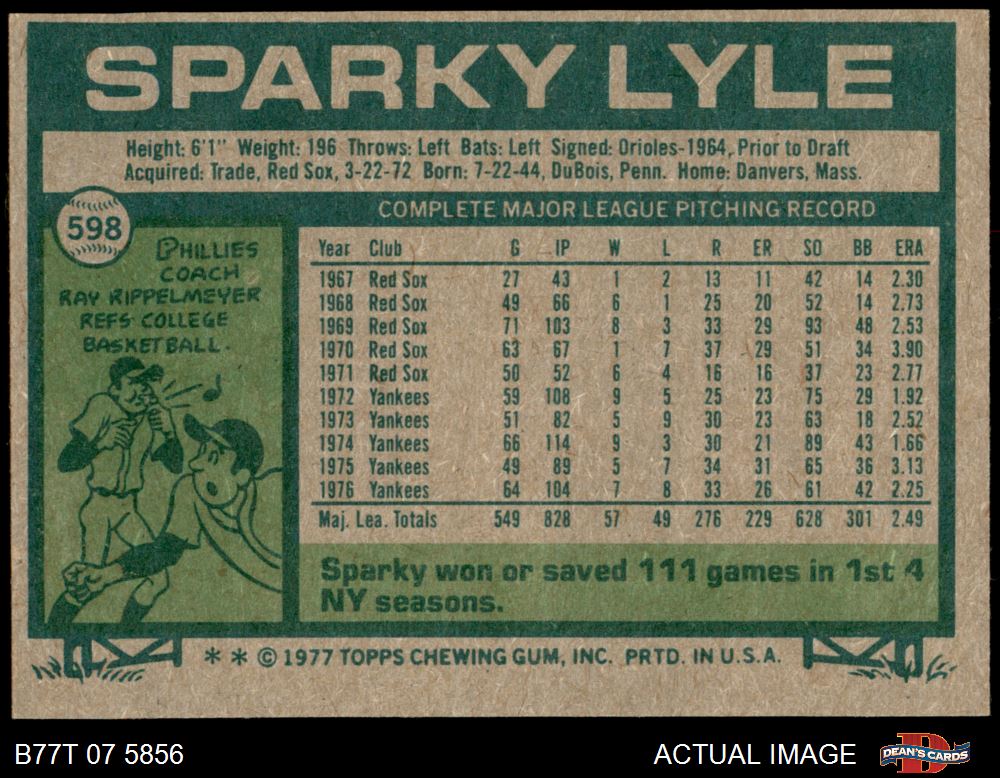 SPARKY LYLE
Height: 6'1" Weight: 196 Throws: Left Bats: Left Signed: Orioles-1964, Prior to Draft
Acquired: Trade, Red Sox, 3-22-72 Born: 7-22-44, DuBois, Penn. Home: Danvers, Mass.
598
PHILLIES
COACH
RAY RIPPELMEYER
REFS COLLEGE
BASKETBALL.
COMPLETE MAJOR LEAGUE PITCHING RECORD
Year Club G IP W L R ER SO BB ERA
1967 Red Sox 27 43 1 2 13 11 42 14 2.30
1968 Red Sox 49 66 6 1 25 20 52 14 2.73
1969 Red Sox 71 103 8 3 33 29 93 48 2.53
1970 Red Sox 63 67 1 7 37 29 51 34 3.90
1971 Red Sox 50 52 6 4 16 16 37 23 2.77
1972 Yankees 59 108 9 5 25 23 75 29 1.92
1973 Yankees 51 82 5 9 30 23 63 18 2.52
1974 Yankees 66 114 9 3 30 21 89 43 1.66
1975 Yankees 49 89 5 7 34 31 65 36 3.13
1976 Yankees 64 104 7 8 33 26 61 42 2.25
Maj. Lea. Totals 549 828 57 49 276 229 628 301 2.49
Sparky won or saved 111 games in 1st 4
NY seasons.
* * © 1977 TOPPS CHEWING GUM, INC. PRTD. IN U.S.A.
B77T 07 5856 ACTUAL IMAGE
DEAN'S CARDS